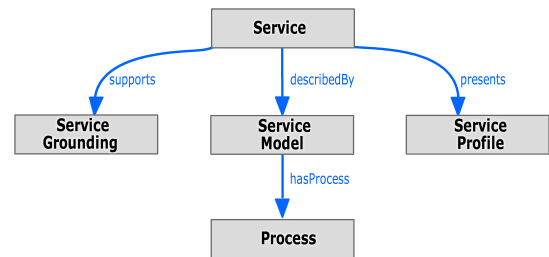 Service
supports
describedBy
presents
Service
Grounding
Service
Model
Service
Profile
hasProcess
Process